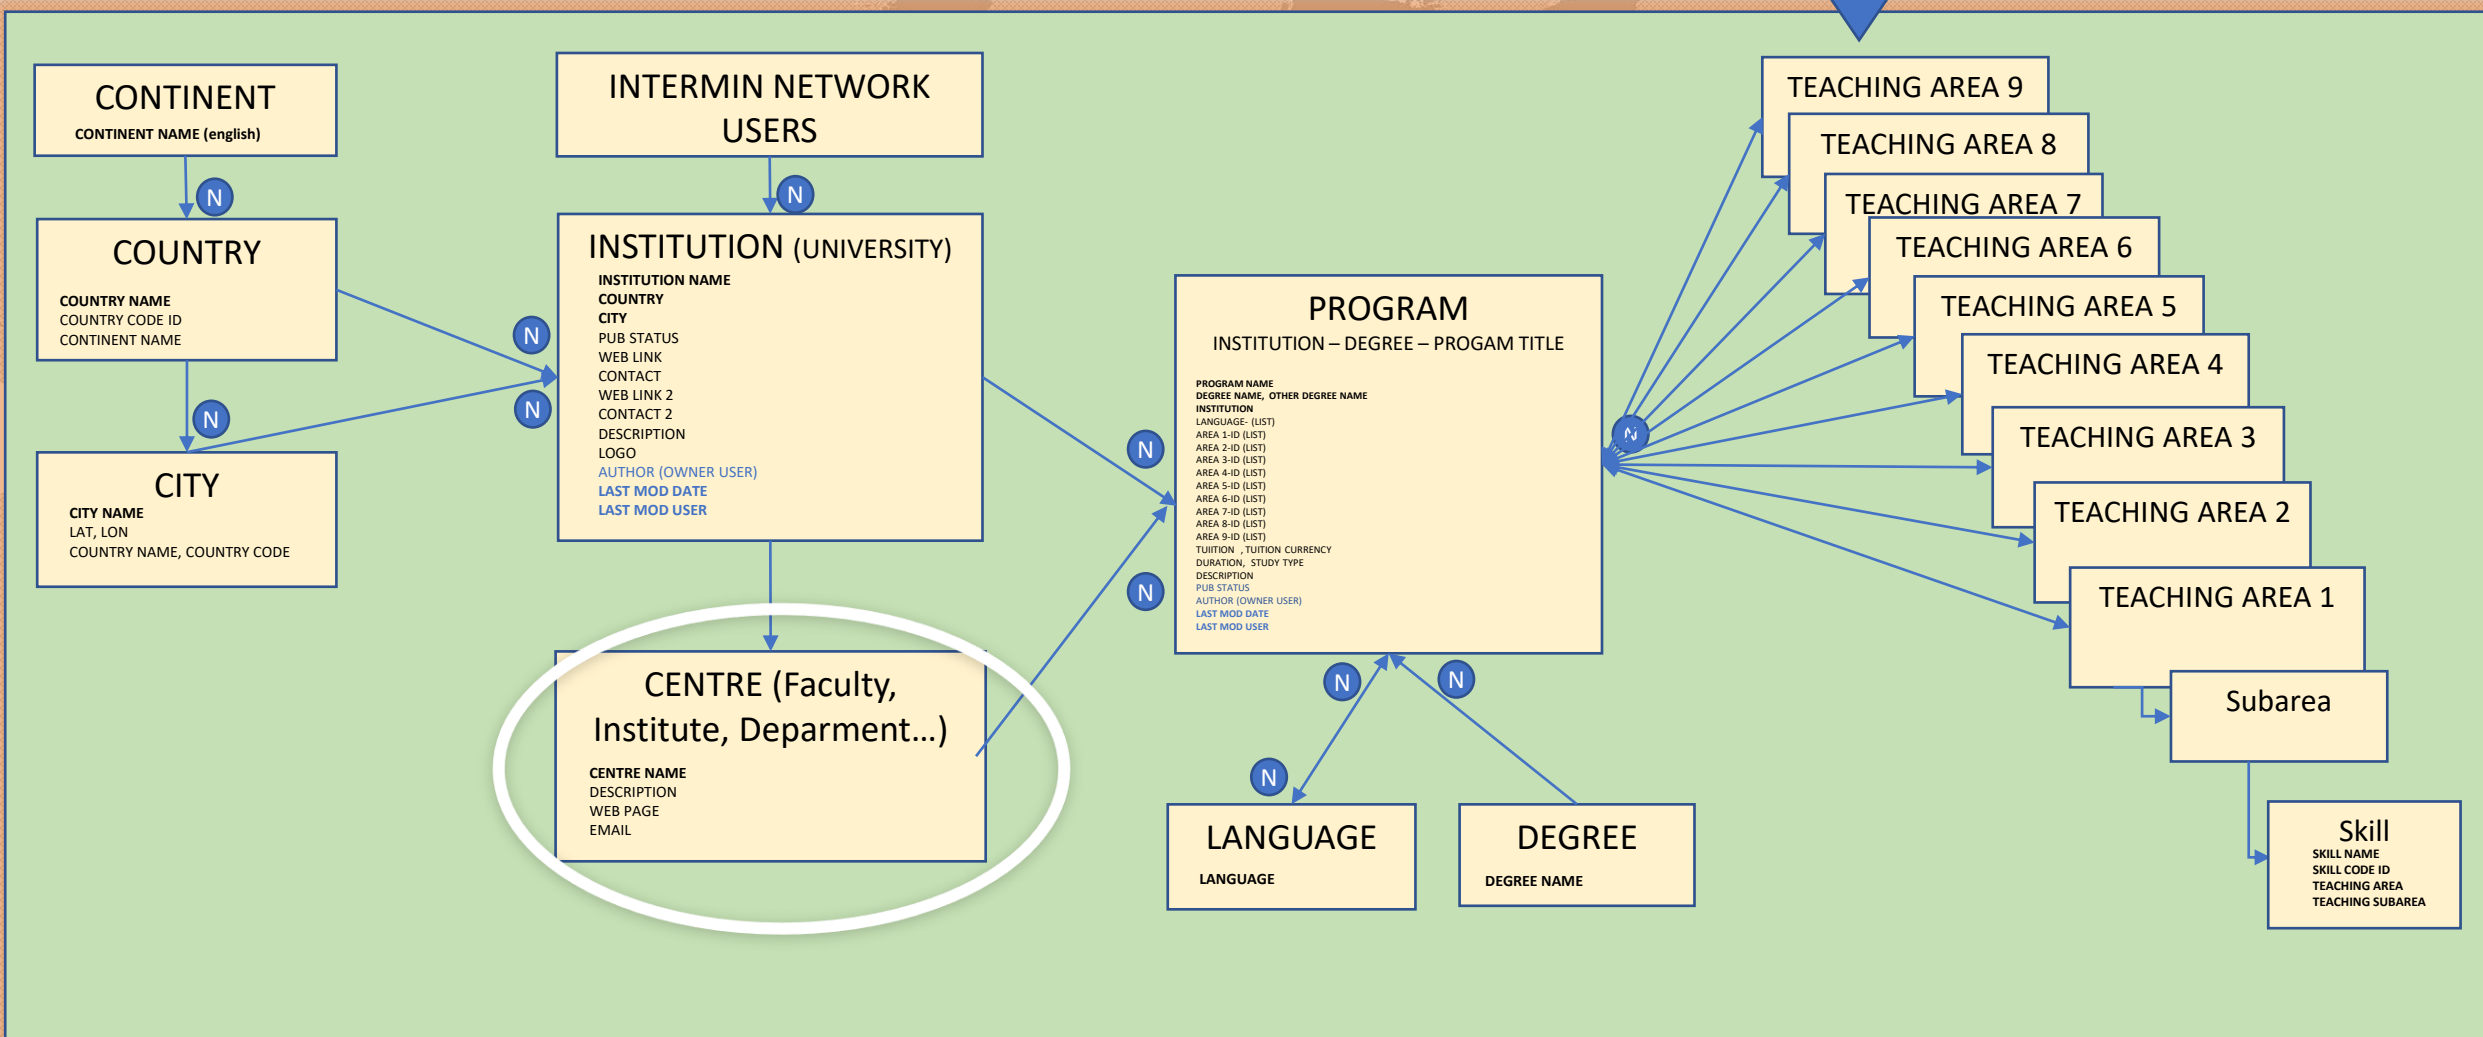 CONTINENT
CONTINENT NAME (english)
N
COUNTRY
COUNTRY NAME
COUNTRY CODE ID
CONTINENT NAME
N
CITY
CITY NAME
LAT, LON
COUNTRY NAME, COUNTRY CODE
INTERMIN NETWORK
USERS
N
INSTITUTION (UNIVERSITY)
INSTITUTION NAME
COUNTRY
CITY
PUB STATUS
WEB LINK
CONTACT
WEB LINK 2
CONTACT 2
DESCRIPTION
LOGO
AUTHOR (OWNER USER)
LAST MOD DATE
LAST MOD USER
N
N
CENTRE (Faculty,
Institute, Deparment...)
CENTRE NAME
DESCRIPTION
WEB PAGE
EMAIL
N
N
PROGRAM
INSTITUTION – DEGREE – PROGAM TITLE
PROGRAM NAME
DEGREE NAME, OTHER DEGREE NAME
INSTITUTION
LANGUAGE- (LIST)
AREA 1-ID (LIST)
AREA 2-ID (LIST)
AREA 3-ID (LIST)
AREA 4-ID (LIST)
AREA 5-ID (LIST)
AREA 6-ID (LIST)
AREA 7-ID (LIST)
AREA 8-ID (LIST)
AREA 9-ID (LIST)
TUIITION , TUITION CURRENCY
DURATION, STUDY TYPE
DESCRIPTION
PUB STATUS
AUTHOR (OWNER USER)
LAST MOD DATE
LAST MOD USER
N
N
N
N
LANGUAGE
LANGUAGE
DEGREE
DEGREE NAME
TEACHING AREA 9
TEACHING AREA 8
TEACHING AREA 7
TEACHING AREA 6
TEACHING AREA 5
TEACHING AREA 4
TEACHING AREA 3
TEACHING AREA 2
TEACHING AREA 1
Subarea
Skill
SKILL NAME
SKILL CODE ID
TEACHING AREA
TEACHING SUBAREA